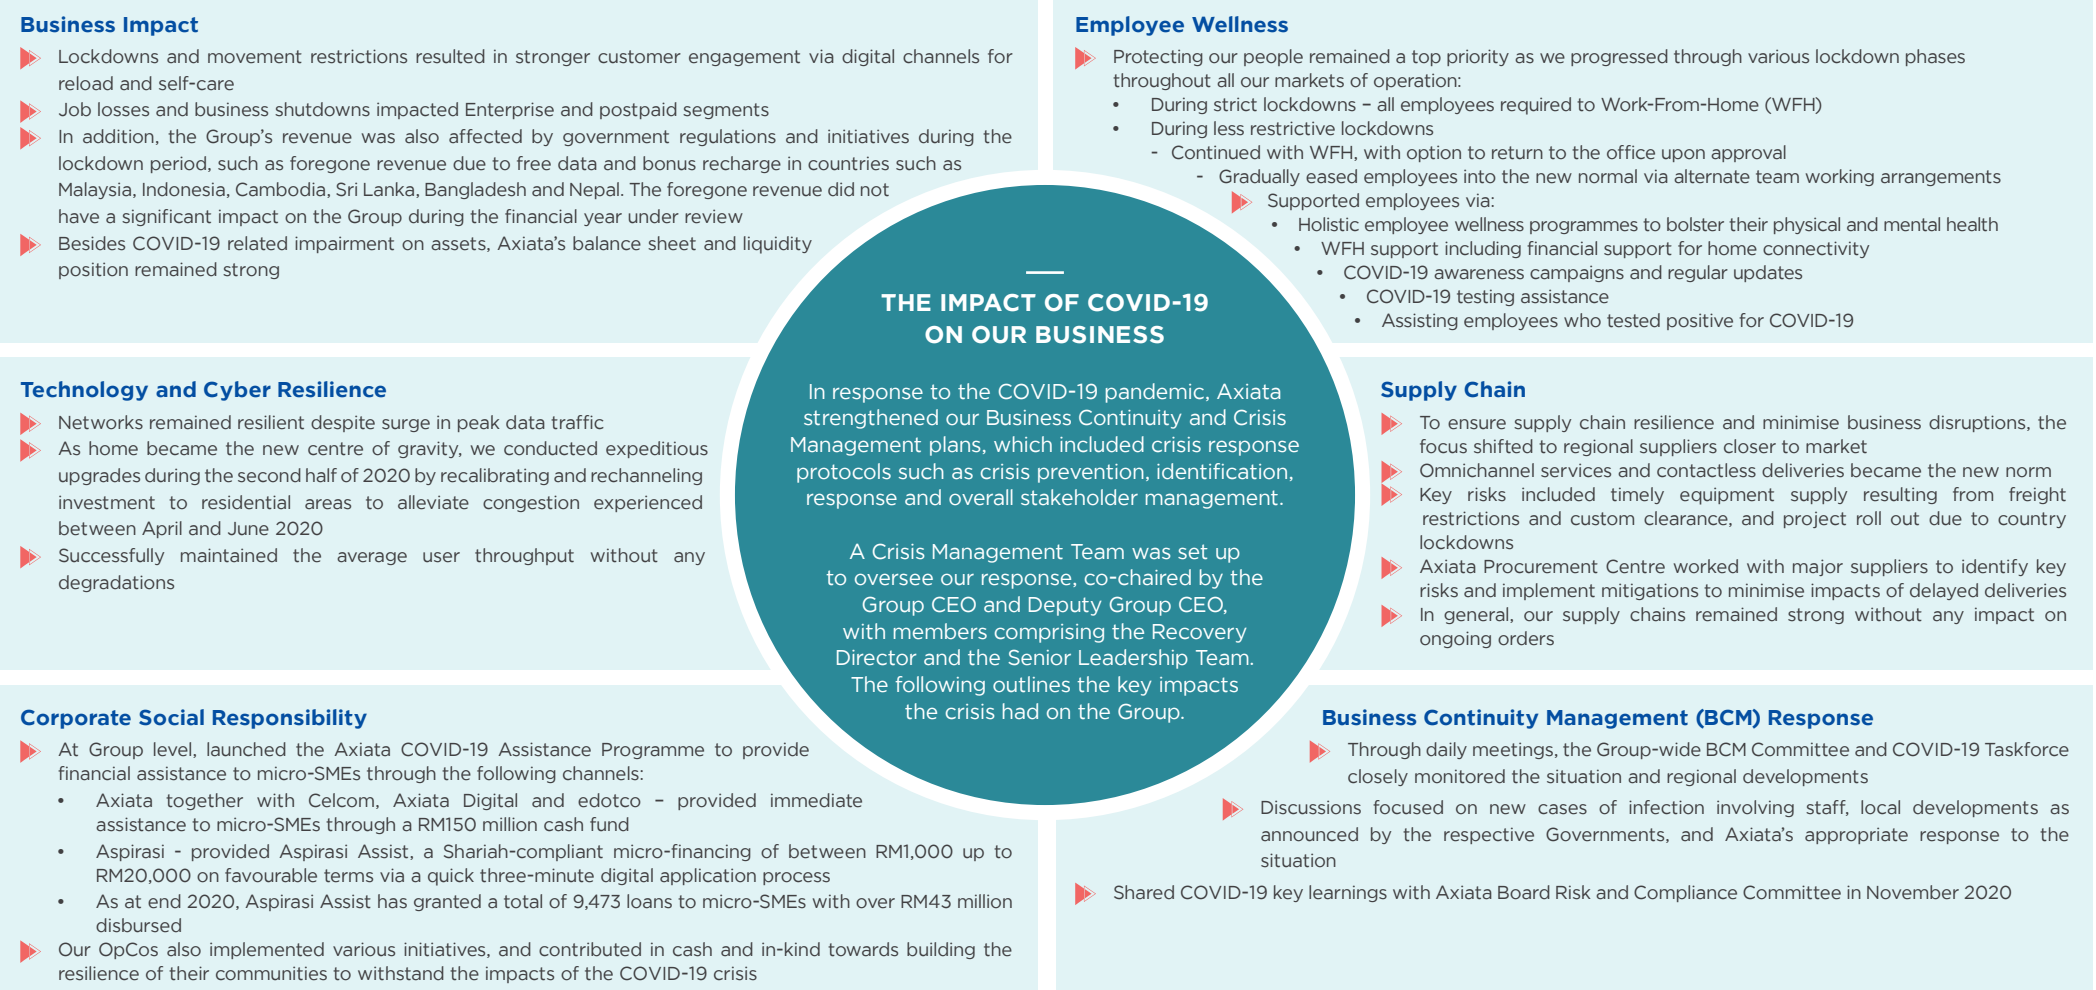 Business Impact
Lockdowns and movement restrictions resulted in stronger customer engagement via digital channels for
reload and self-care
Job losses and business shutdowns impacted Enterprise and postpaid segments
In addition, the Group's revenue was also affected by government regulations and initiatives during the
lockdown period, such as foregone revenue due to free data and bonus recharge in countries such as
Malaysia, Indonesia, Cambodia, Sri Lanka, Bangladesh and Nepal. The foregone revenue did not
have a significant impact on the Group during the financial year under review
Besides COVID-19 related impairment on assets, Axiata's balance sheet and liquidity
position remained strong
Employee Wellness
Protecting our people remained a top priority as we progressed through various lockdown phases
throughout all our markets of operation:
• During strict lockdowns – all employees required to Work-From-Home (WFH)
• During less restrictive lockdowns
- Continued with WFH, with option to return to the office upon approval
- Gradually eased employees into the new normal via alternate team working arrangements
Supported employees via:
• Holistic employee wellness programmes to bolster their physical and mental health
• WFH support including financial support for home connectivity
• COVID-19 awareness campaigns and regular updates
• COVID-19 testing assistance
• Assisting employees who tested positive for COVID-19
THE IMPACT OF COVID-19
ON OUR BUSINESS
In response to the COVID-19 pandemic, Axiata
strengthened our Business Continuity and Crisis
Management plans, which included crisis response
protocols such as crisis prevention, identification,
response and overall stakeholder management.
A Crisis Management Team was set up
to oversee our response, co-chaired by the
Group CEO and Deputy Group CEO,
with members comprising the Recovery
Director and the Senior Leadership Team.
The following outlines the key impacts
the crisis had on the Group.
Technology and Cyber Resilience
Networks remained resilient despite surge in peak data traffic
As home became the new centre of gravity, we conducted expeditious
upgrades during the second half of 2020 by recalibrating and rechanneling
investment to residential areas to alleviate congestion experienced
between April and June 2020
Successfully maintained the average user throughput without any
degradations
Supply Chain
To ensure supply chain resilience and minimise business disruptions, the
focus shifted to regional suppliers closer to market
Omnichannel services and contactless deliveries became the new norm
Key risks included timely equipment supply resulting from freight
restrictions and custom clearance, and project roll out due to country
lockdowns
Axiata Procurement Centre worked with major suppliers to identify key
risks and implement mitigations to minimise impacts of delayed deliveries
In general, our supply chains remained strong without any impact on
ongoing orders
Corporate Social Responsibility
At Group level, launched the Axiata COVID-19 Assistance Programme to provide
financial assistance to micro-SMEs through the following channels:
• Axiata together with Celcom, Axiata Digital and edotco – provided immediate
assistance to micro-SMEs through a RM150 million cash fund
• Aspirasi - provided Aspirasi Assist, a Shariah-compliant micro-financing of between RM1,000 up to
RM20,000 on favourable terms via a quick three-minute digital application process
• As at end 2020, Aspirasi Assist has granted a total of 9,473 loans to micro-SMEs with over RM43 million
disbursed
Our OpCos also implemented various initiatives, and contributed in cash and in-kind towards building the
resilience of their communities to withstand the impacts of the COVID-19 crisis
Business Continuity Management (BCM) Response
Through daily meetings, the Group-wide BCM Committee and COVID-19 Taskforce
closely monitored the situation and regional developments
Discussions focused on new cases of infection involving staff, local developments as
announced by the respective Governments, and Axiata's appropriate response to the
situation
Shared COVID-19 key learnings with Axiata Board Risk and Compliance Committee in November 2020